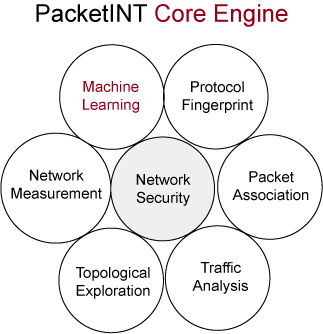 PacketINT Core Engine
Machine
Learning
Protocol
Fingerprint
Network
Measurement
Network
Security
Packet
Association
Topological
Exploration
Traffic
Analysis